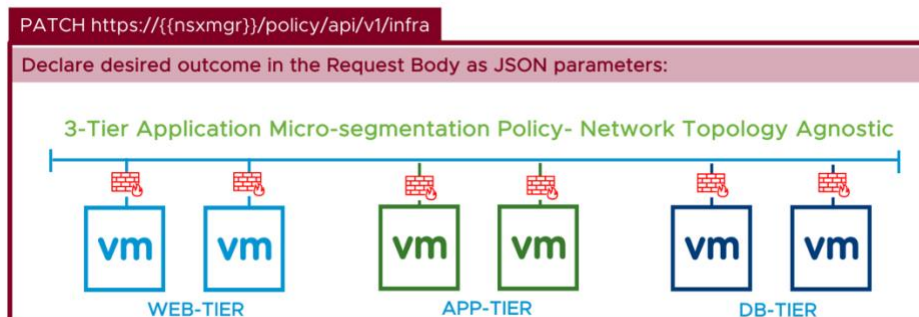 PATCH https://{{nsxmgr}}/policy/api/v1/infra
Declare desired outcome in the Request Body as JSON parameters:
3-Tier Application Micro-segmentation Policy- Network Topology Agnostic
vm vm vm vm vm vm
WEB-TIER APP-TIER DB-TIER